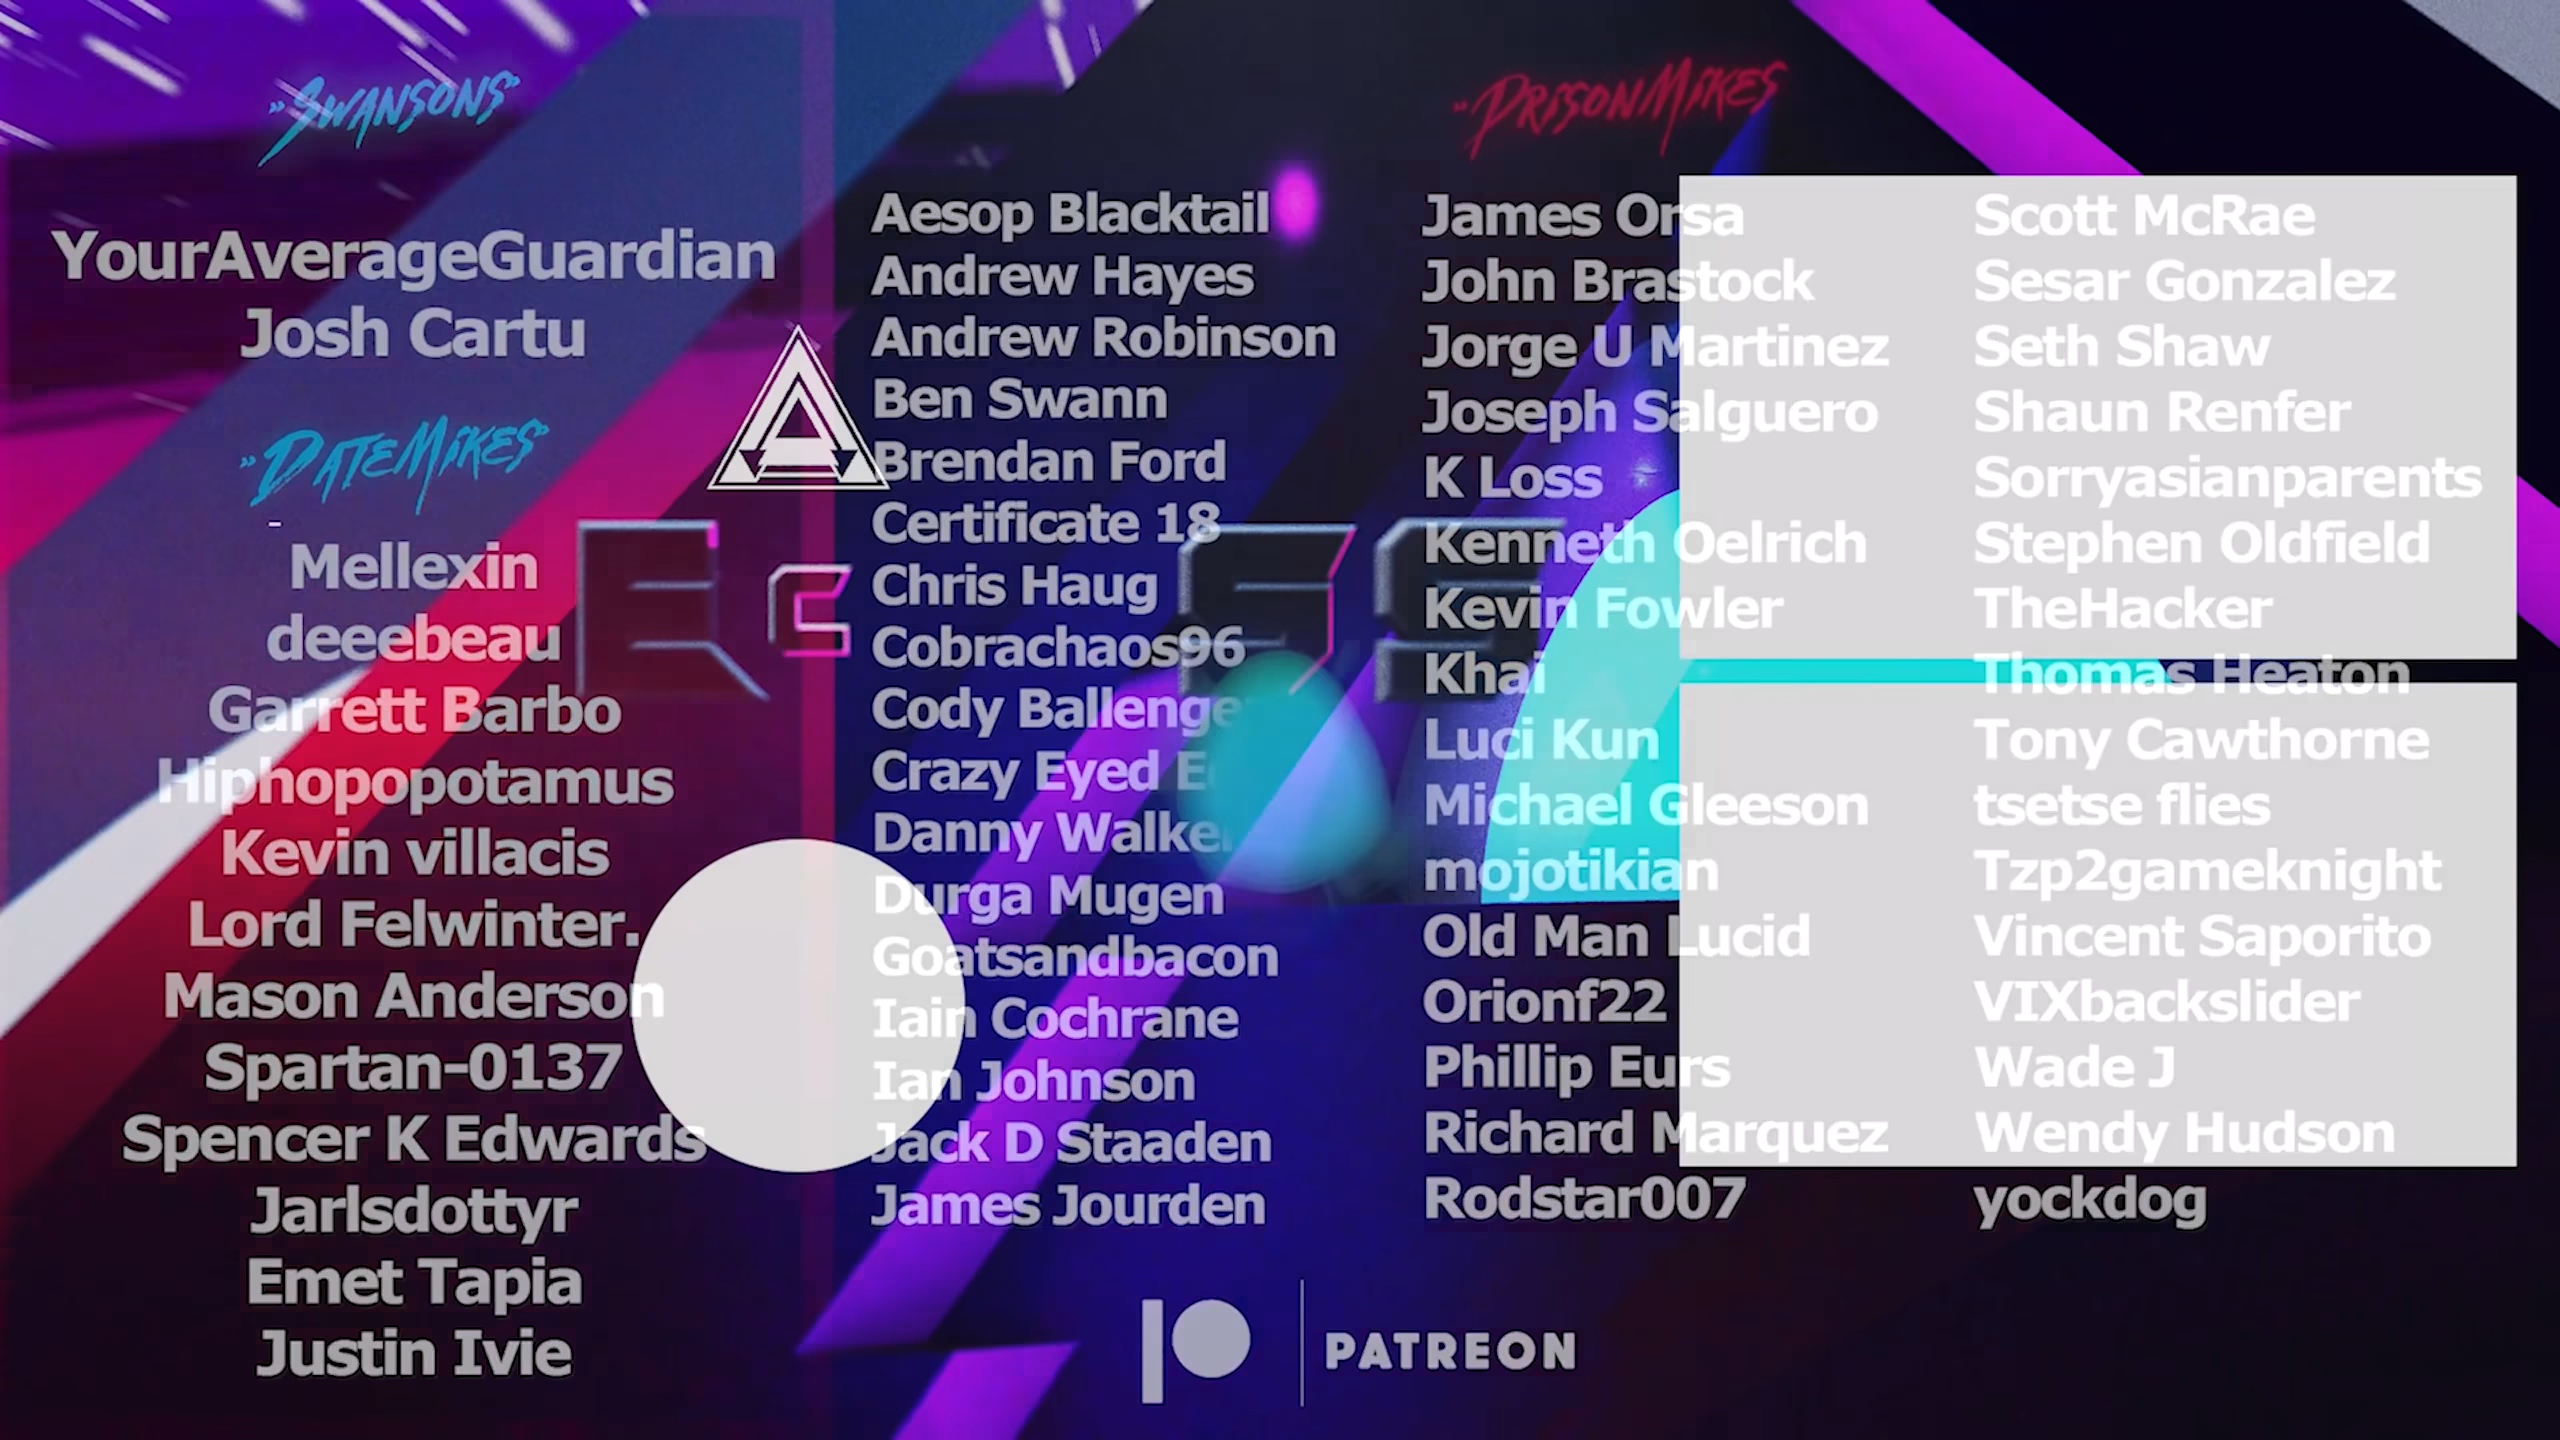 "Swansons"
YourAverageGuardian
Josh Cartu
"DateMikes"
Mellexin
deeebeau
Garrett Barbo
Hiphopopotamus
Kevin villacis
Lord Felwinter.
Mason Anderson
Spartan-0137
Spencer K Edwards
Jarlsdottyr
Emet Tapia
Justin Ivie
"PrisonMikes"
Aesop Blacktail
Andrew Hayes
Andrew Robinson
Ben Swann
Brendan Ford
Certificate 18
Chris Haug
Cobrachaos96
Cody Ballenge
Crazy Eyed
Danny Walke
Durga Mugen
Goatsandbacon
Iain Cochrane
Ian Johnson
Jack D Staaden
James Jourden
James Orsa
John Brastock
Jorge U Martinez
Joseph Salguero
K Loss
Kenneth Oelrich
Kevin Fowler
Khai
Luci Kun
Michael Gleeson
mojotikian
Old Man Lucid
Orionf22
Phillip Eurs
Richard Marquez
Rodstar007
Scott McRae
Sesar Gonzalez
Seth Shaw
Shaun Renfer
Sorryasianparents
Stephen Oldfield
TheHacker
Thomas Heaton
Tony Cawthorne
tsetse flies
Tzp2gameknight
Vincent Saporito
VIXbackslider
Wade J
Wendy Hudson
yockdog
PATREON